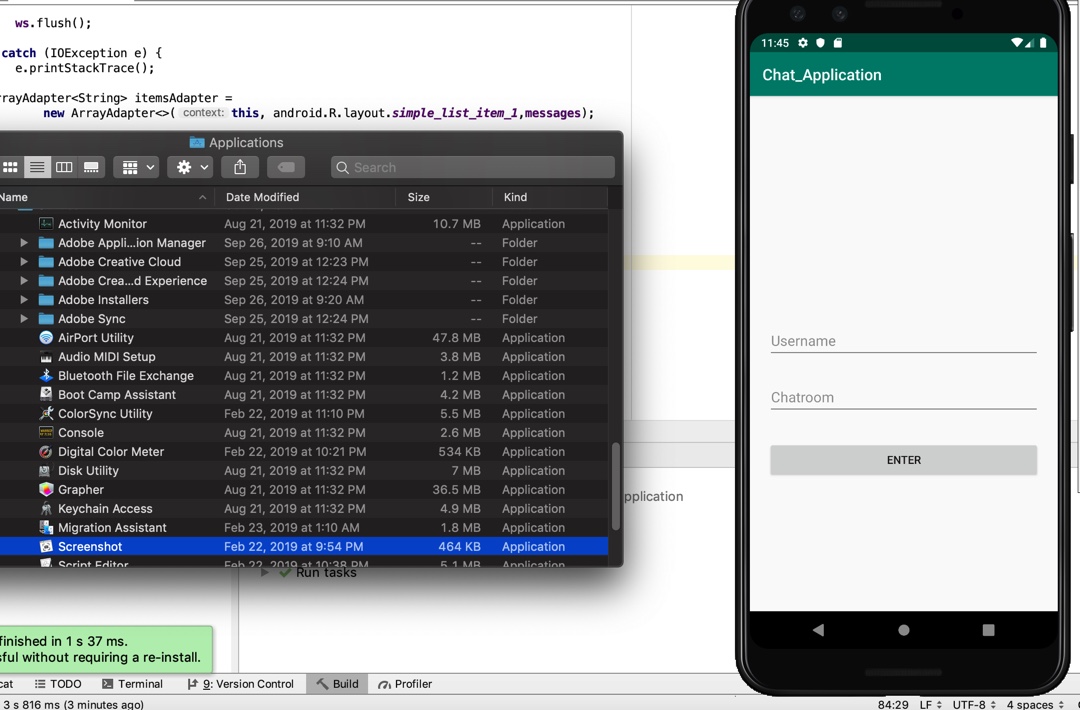 ws.flush();
catch (IOException e) {
e.printStackTrace();
rrayAdapter<String> itemsAdapter =
new ArrayAdapter<>( context: this, android.R.layout.simple_list_item_1,messages);
Applications
Search
Name Date Modified Size Kind
Activity Monitor Aug 21, 2019 at 11:32 PM 10.7 MB Application
Adobe Appli...ion Manager Sep 26, 2019 at 9:10 AM -- Folder
Adobe Creative Cloud Sep 25, 2019 at 12:23 PM -- Folder
Adobe Crea...d Experience Sep 25, 2019 at 12:24 PM -- Folder
Adobe Installers Sep 26, 2019 at 9:20 AM -- Folder
Adobe Sync Sep 25, 2019 at 12:24 PM -- Folder
AirPort Utility Aug 21, 2019 at 11:32 PM 47.8 MB Application
Audio MIDI Setup Aug 21, 2019 at 11:32 PM 3.8 MB Application
Bluetooth File Exchange Aug 21, 2019 at 11:32 PM 1.2 MB Application
Boot Camp Assistant Aug 21, 2019 at 11:32 PM 4.2 MB Application
ColorSync Utility Feb 22, 2019 at 11:10 PM 5.5 MB Application
Console Aug 21, 2019 at 11:32 PM 2.6 MB Application
Digital Color Meter Feb 22, 2019 at 10:21 PM 534 KB Application
Disk Utility Aug 21, 2019 at 11:32 PM 7 MB Application
Grapher Aug 21, 2019 at 11:32 PM 36.5 MB Application
Keychain Access Aug 21, 2019 at 11:32 PM 4.9 MB Application
Migration Assistant Feb 23, 2019 at 1:10 AM 1.8 MB Application
Screenshot Feb 22, 2019 at 9:54 PM 464 KB Application
Script Editor Feb 22, 2019 at 10:38 PM 5.1 MB Application
pplication
Run tasks
finished in 1 s 37 ms.
sful without requiring a re-install.
cat TODO Terminal 9: Version Control Build Profiler
3 s 816 ms (3 minutes ago) 84:29 LF UTF-8 4 spaces
11:45
Chat_Application
Username
Chatroom
ENTER